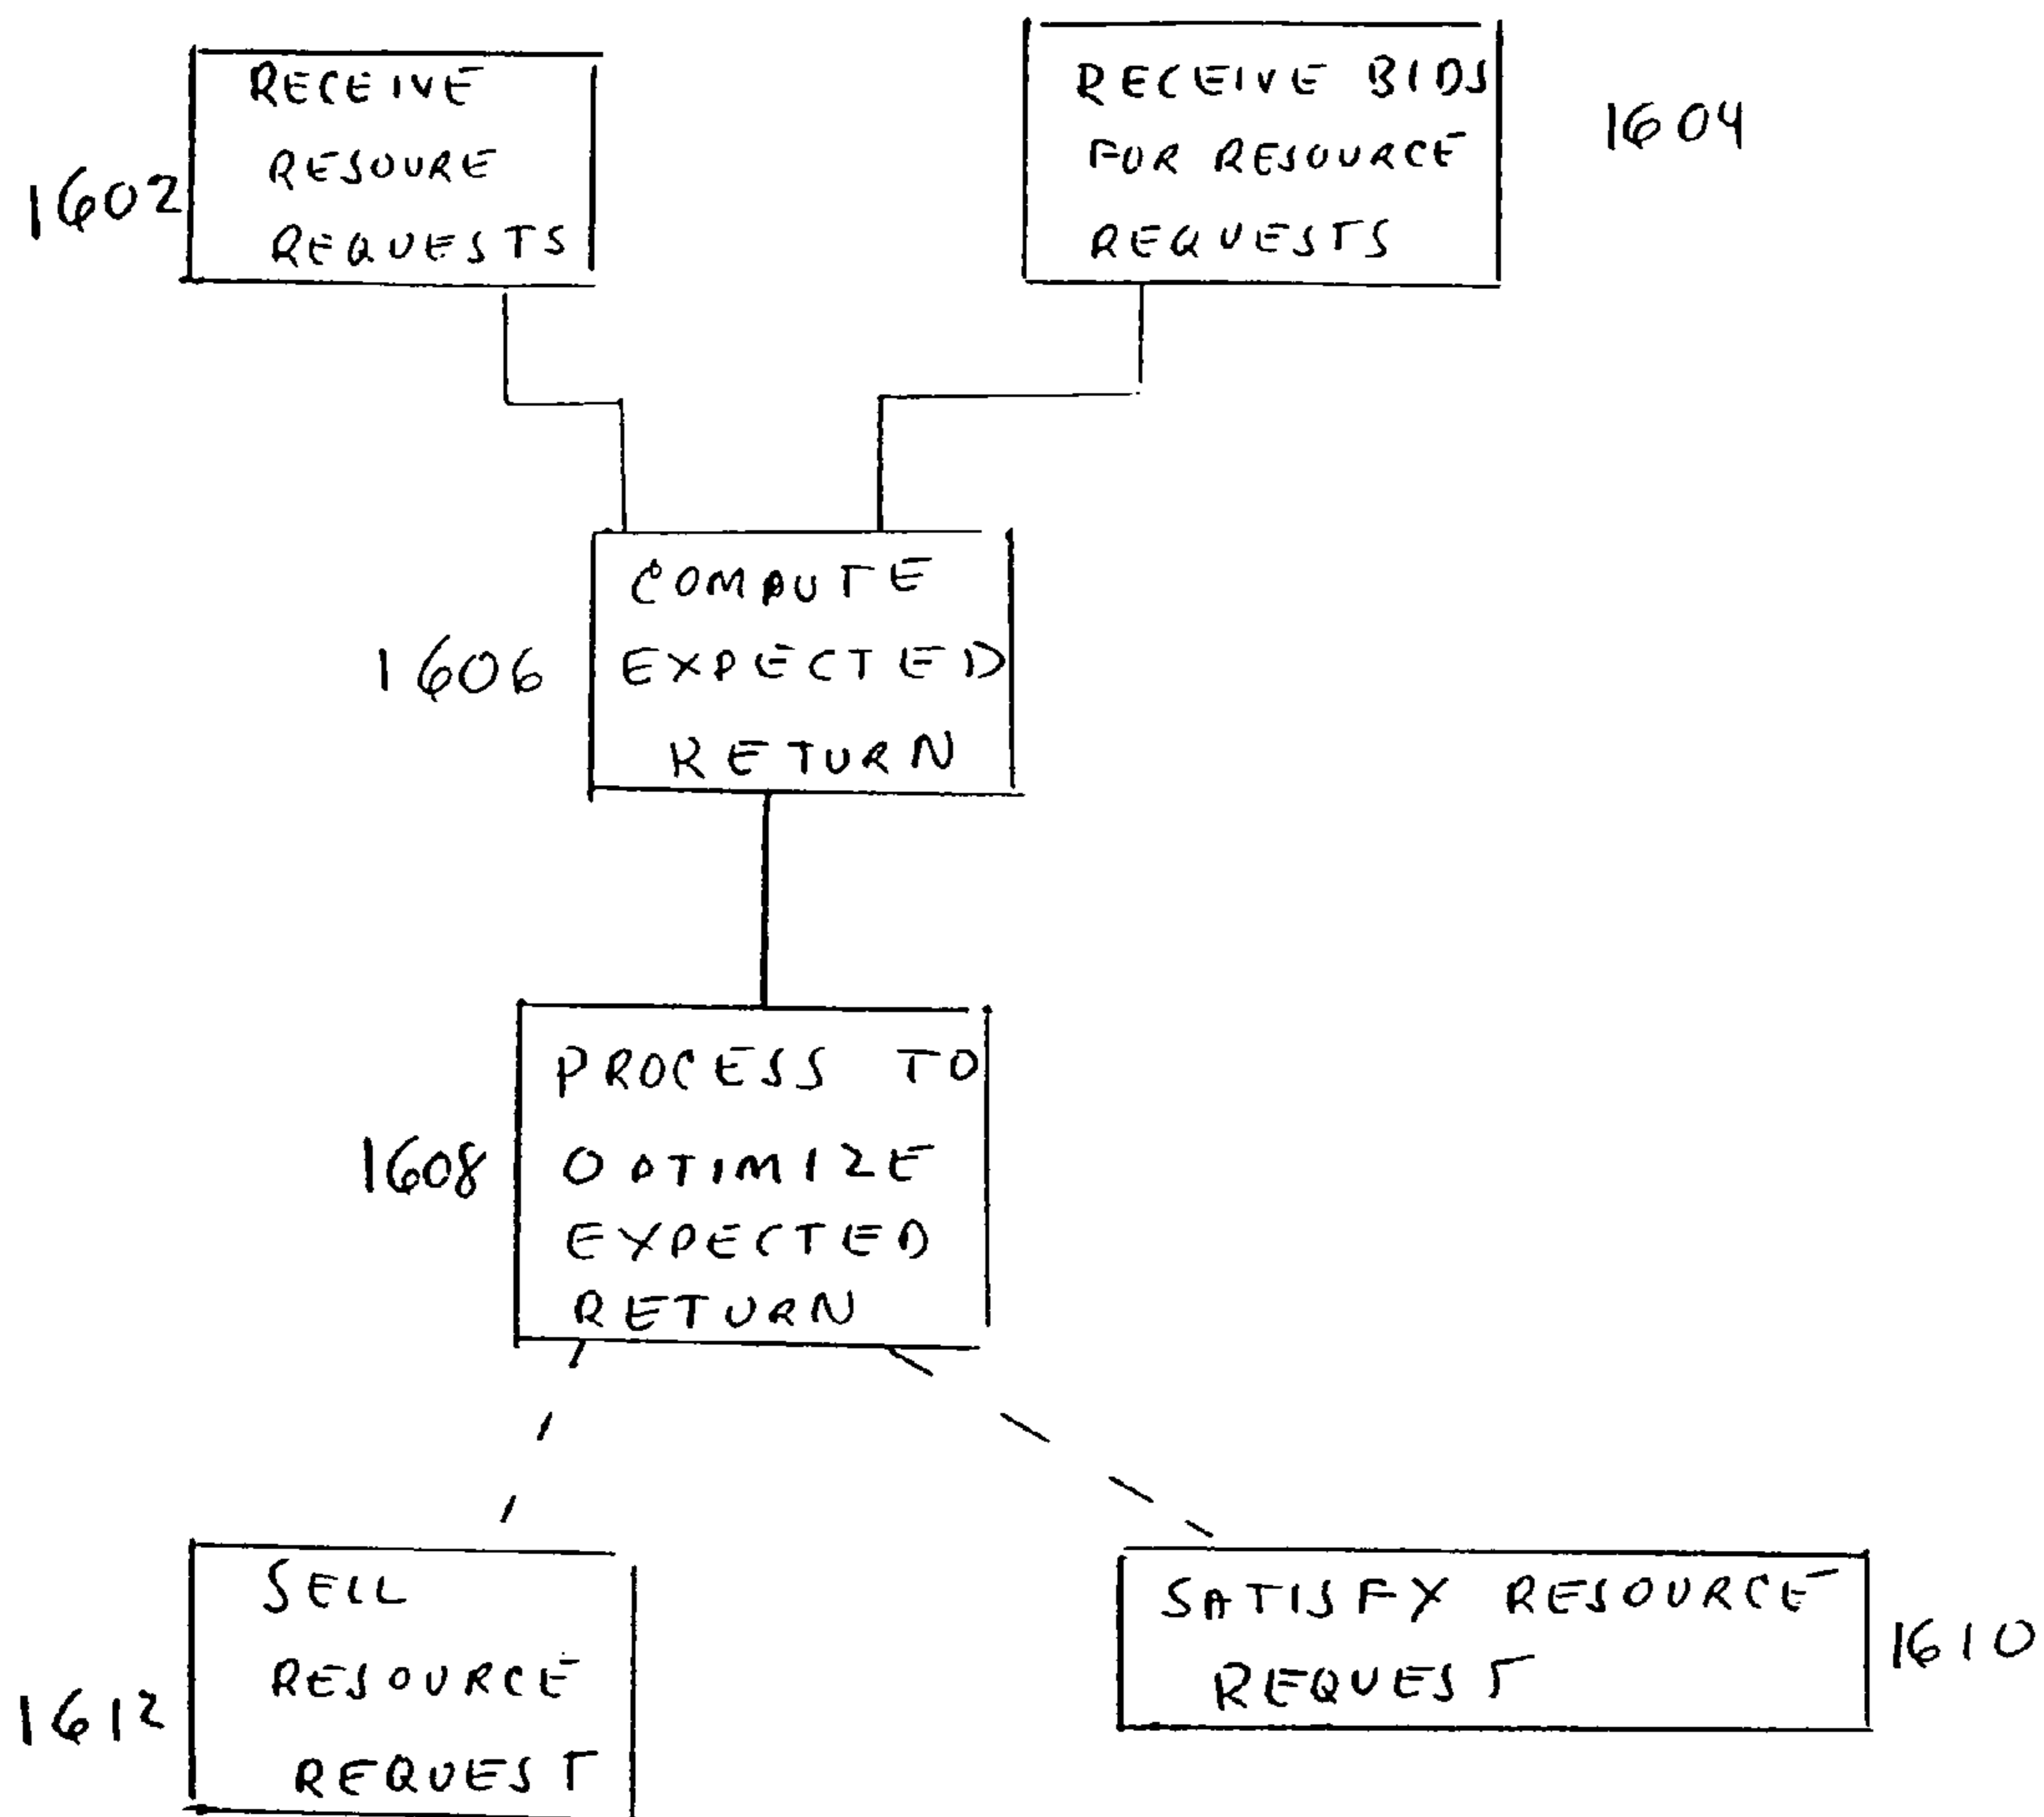 RECEIVE
RESOURE
REQUESTS
1602
RECEIVE BIDS
FOR RESOURCE
REQUESTS
1604
COMPUTE
EXPECTED
RETURN
1606
PROCESS TO
OPTIMIZE
EXPECTED
RETURN
1608
SELL
RESOURCE
REQUEST
1612
SATISFY RESOURCE
REQUEST
1610